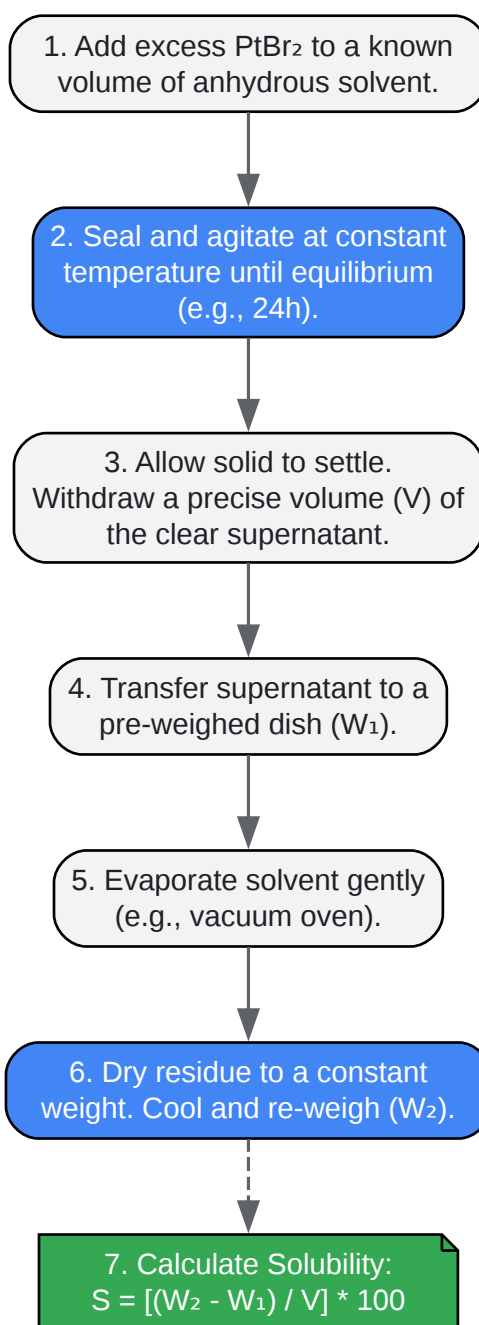 1. Add excess PtBr₂ to a known
volume of anhydrous solvent.
2. Seal and agitate at constant
temperature until equilibrium
(e.g., 24h).
3. Allow solid to settle.
Withdraw a precise volume (V) of
the clear supernatant.
4. Transfer supernatant to a
pre-weighed dish (W₁).
5. Evaporate solvent gently
(e.g., vacuum oven).
6. Dry residue to a constant
weight. Cool and re-weigh (W₂).
7. Calculate Solubility:
S = [(W₂ - W₁) / V] * 100